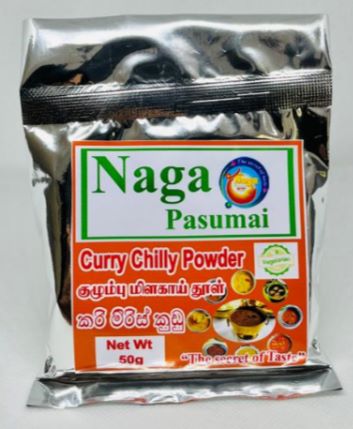 Naga
Pasumai
Curry Chilly Powder
குழம்பு மிளகாய் தூள்
කරි මිරිස් කුඩු
Net Wt
50g
"The secret of Taste"